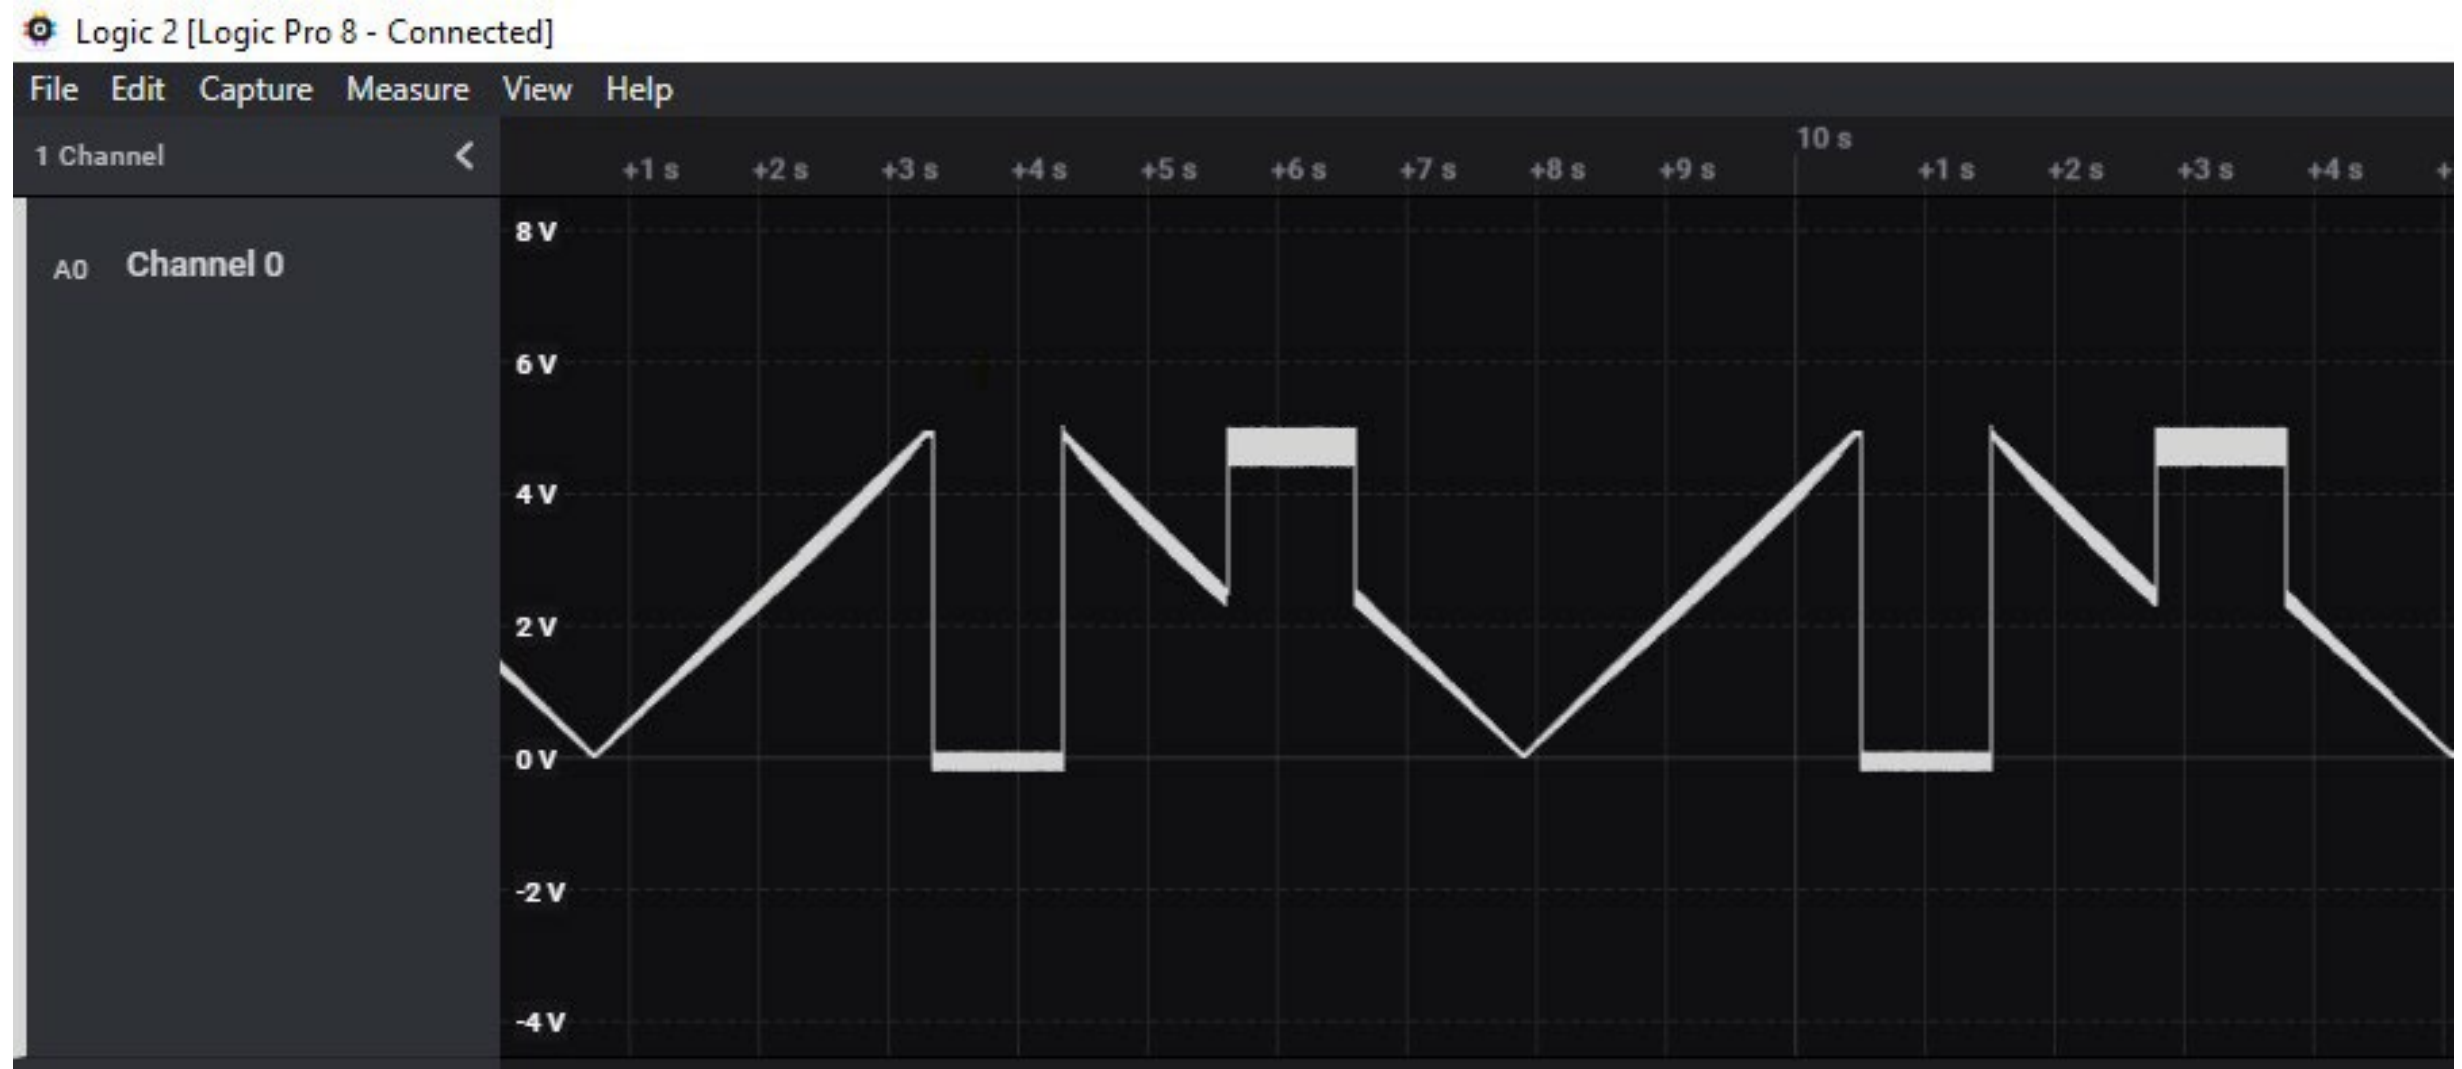 Logic 2 [Logic Pro 8 - Connected]
File Edit Capture Measure View Help
1 Channel
10 s
+1 s +2 s +3 s +4 s +5 s +6 s +7 s +8 s +9 s +1 s +2 s +3 s +4 s +
A0 Channel 0
8 V
6 V
4 V
2 V
0 V
-2 V
-4 V